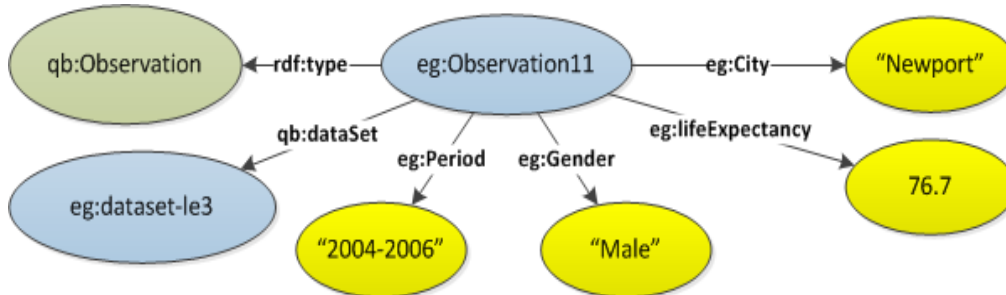 qb:Observation
rdf:type
eg:Observation11
eg:City
“Newport”
qb:dataSet
eg:lifeExpectancy
eg:Period
eg:Gender
eg:dataset-le3
76.7
“2004-2006”
“Male”